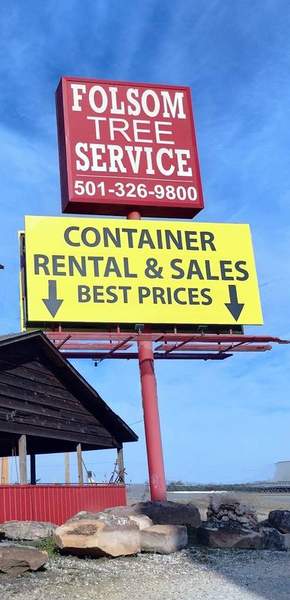 FOLSOM
TREE
SERVICE
501-326-9800
CONTAINER
RENTAL & SALES
BEST PRICES